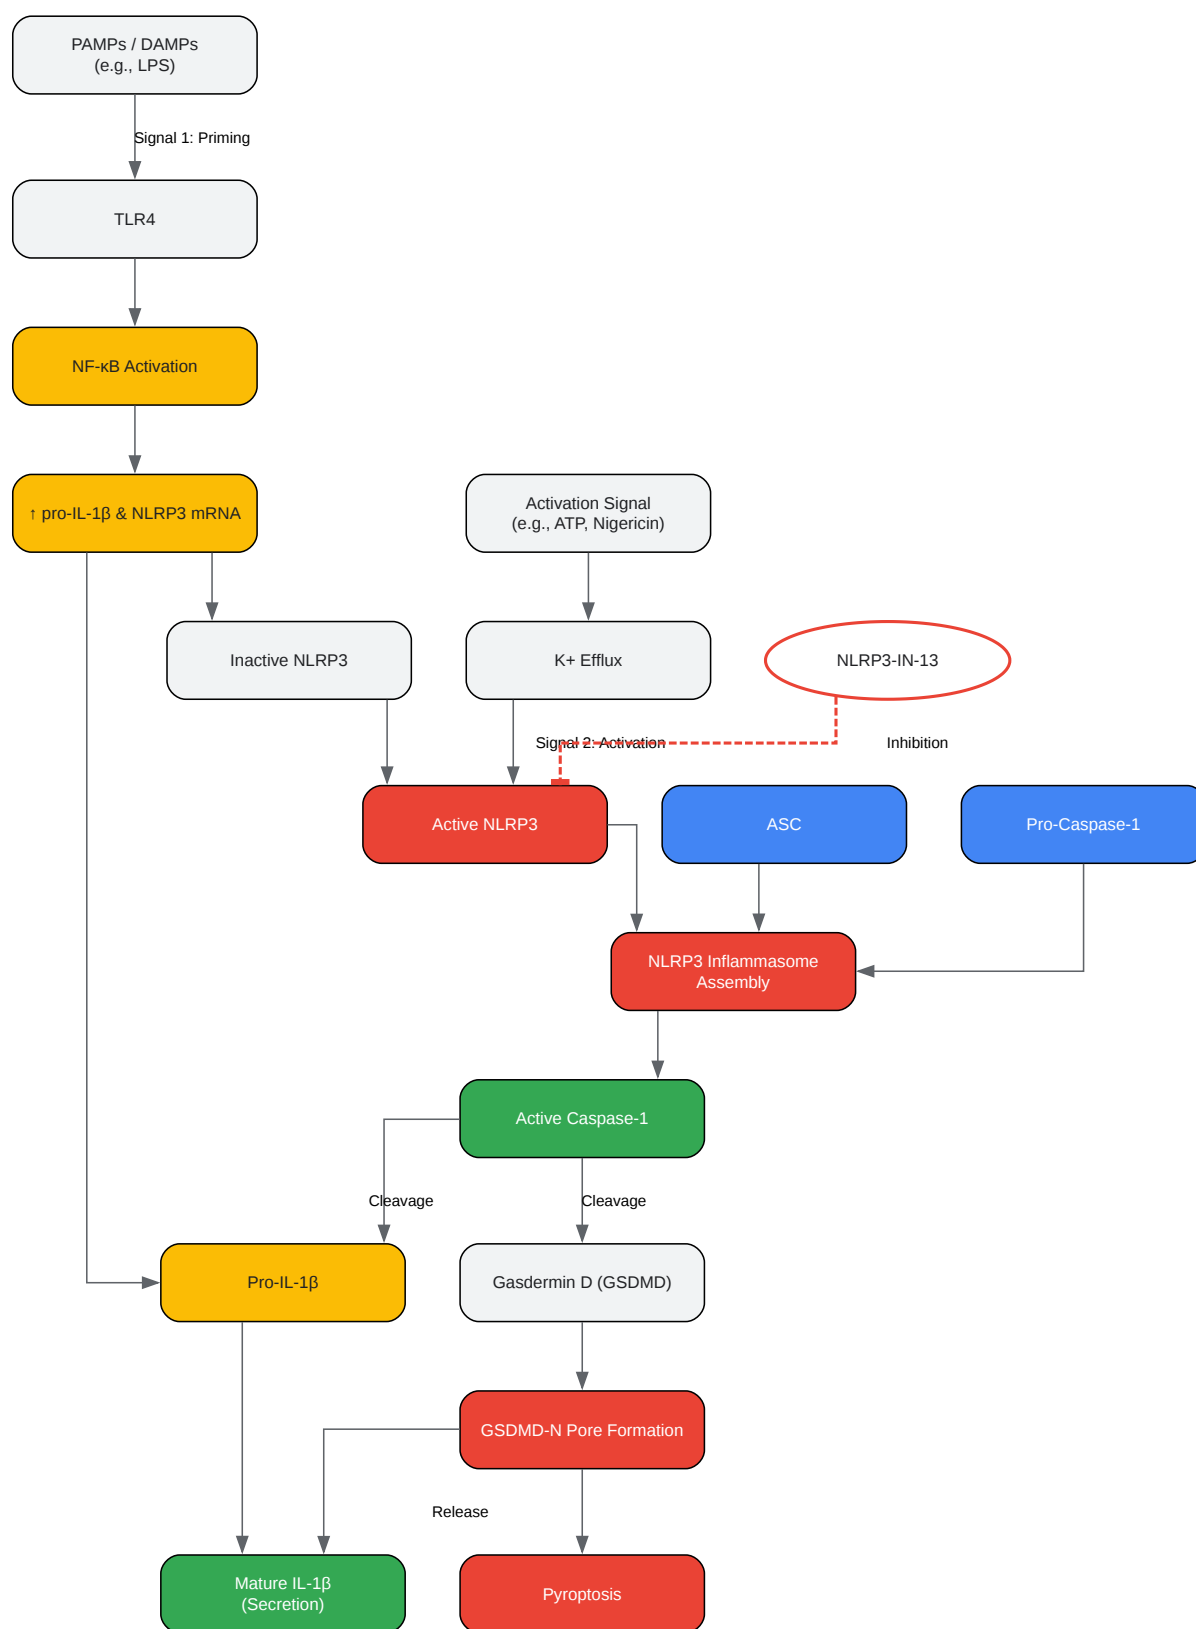 PAMPs / DAMPs
(e.g., LPS)
Signal 1: Priming
TLR4
NF-κB Activation
↑ pro-IL-1β & NLRP3 mRNA
Activation Signal
(e.g., ATP, Nigericin)
Inactive NLRP3
K+ Efflux
NLRP3-IN-13
Signal 2: Activation
Inhibition
Active NLRP3
ASC
Pro-Caspase-1
NLRP3 Inflammasome
Assembly
Active Caspase-1
Cleavage
Cleavage
Pro-IL-1β
Gasdermin D (GSDMD)
GSDMD-N Pore Formation
Release
Mature IL-1β
(Secretion)
Pyroptosis